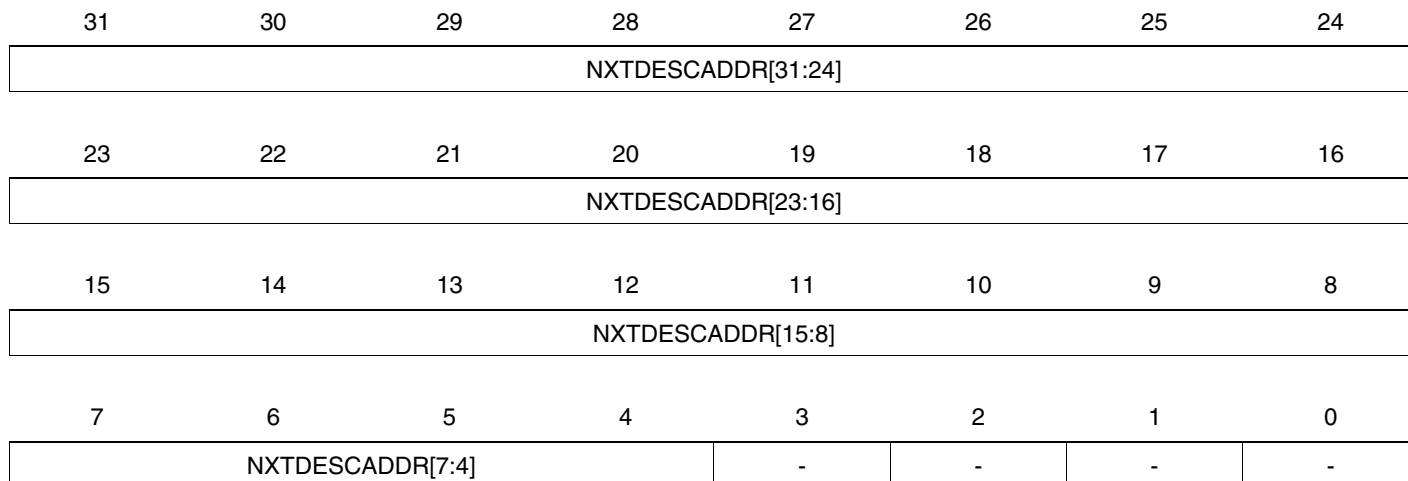 31 30 29 28 27 26 25 24
NXTDESCADDR[31:24]
23 22 21 20 19 18 17 16
NXTDESCADDR[23:16]
15 14 13 12 11 10 9 8
NXTDESCADDR[15:8]
7 6 5 4 3 2 1 0
NXTDESCADDR[7:4] - - - -